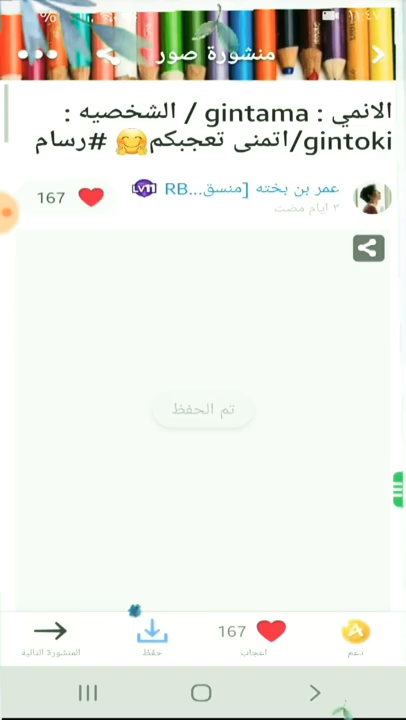 منشورة صور
الانمي : gintama / الشخصيه :
gintoki/اتمنى تعجبكم🤗 #رسام
عمر بن بخته [منسق...RB LV11
167
٣ ايام مضت
تم الحفظ
دعم
167
اعجاب
حفظ
المنشورة التالية